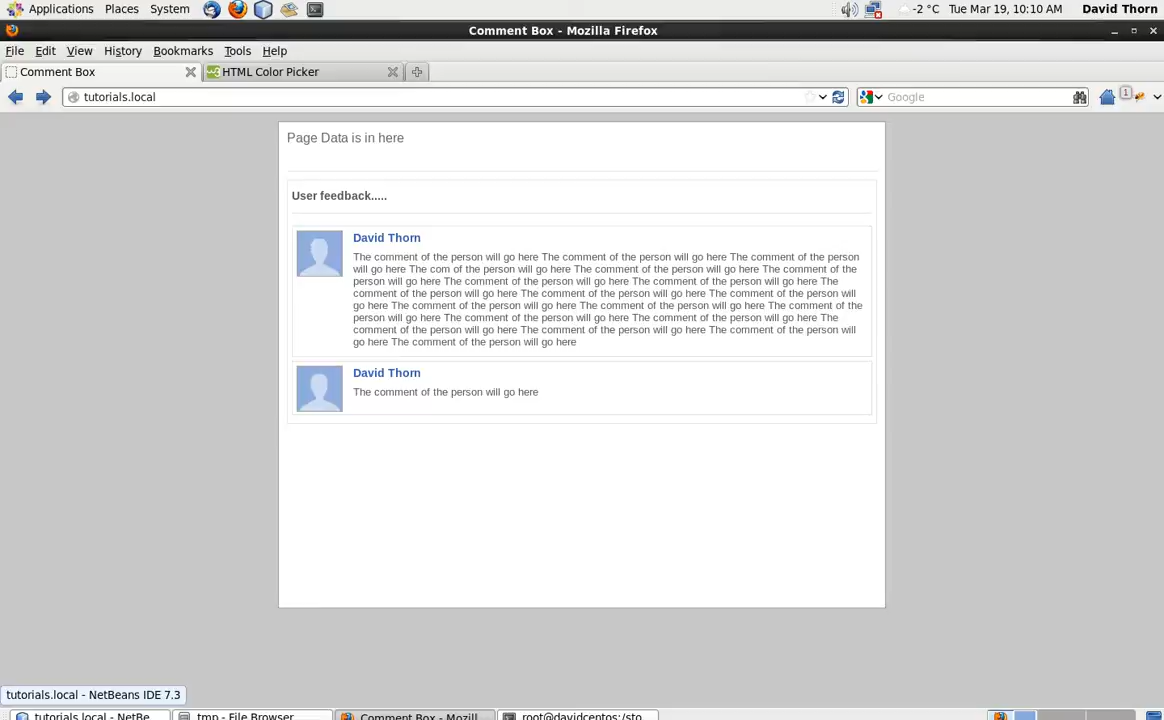 Applications Places System -2 °C Tue Mar 19, 10:10 AM David Thorn
Comment Box - Mozilla Firefox
File Edit View History Bookmarks Tools Help
Comment Box HTML Color Picker
tutorials.local Google 1
Page Data is in here
User feedback.....
David Thorn
The comment of the person will go here The comment of the person will go here The comment of the person
will go here The com of the person will go here The comment of the person will go here The comment of the
person will go here The comment of the person will go here The comment of the person will go here The
comment of the person will go here The comment of the person will go here The comment of the person will
go here The comment of the person will go here The comment of the person will go here The comment of the
person will go here The comment of the person will go here The comment of the person will go here The
comment of the person will go here The comment of the person will go here The comment of the person will
go here The comment of the person will go here
David Thorn
The comment of the person will go here
tutorials.local - NetBeans IDE 7.3
tutorials.local - NetBe... tmp - File Browser Comment Box - Mozill... root@davidcentos:/sto...